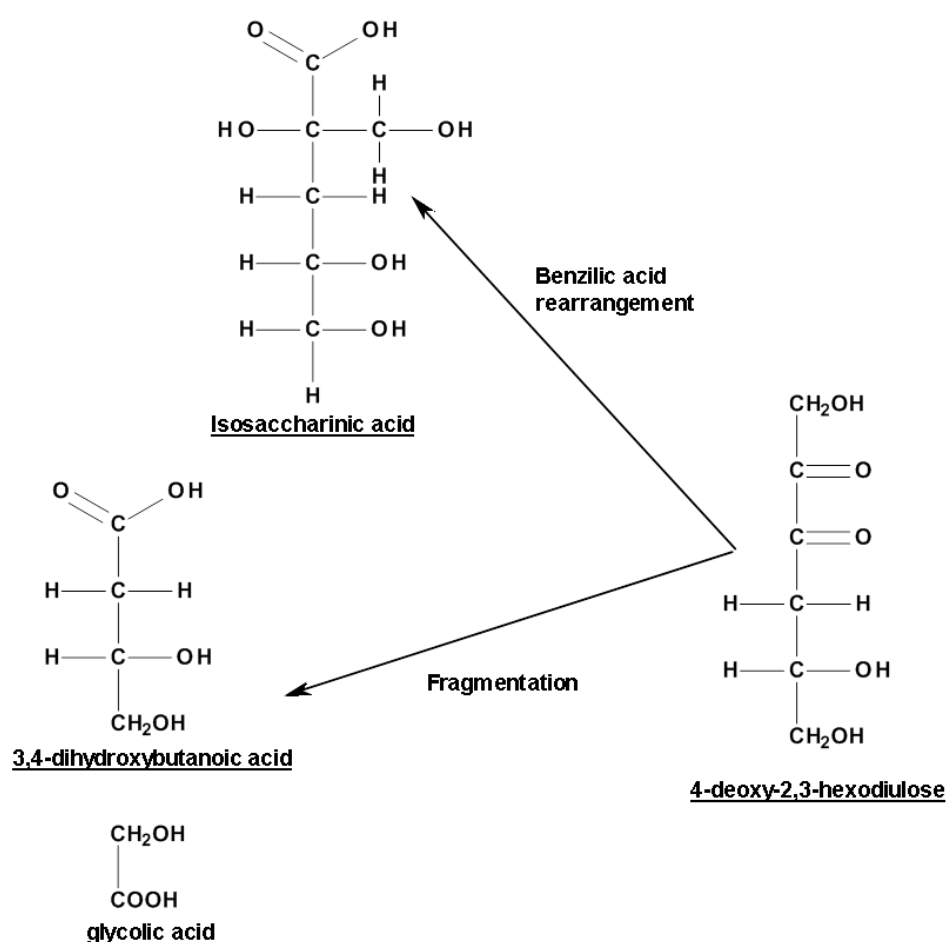 O OH
C
H
HO C C OH
H
H C H
H C OH
H C OH
H
Isosaccharinic acid
Benzilic acid
rearrangement
CH2OH
C O
C O
H C H
H C OH
CH2OH
4-deoxy-2,3-hexodiulose
O OH
C
H C H
H C OH
CH2OH
3,4-dihydroxybutanoic acid
Fragmentation
CH2OH
COOH
glycolic acid